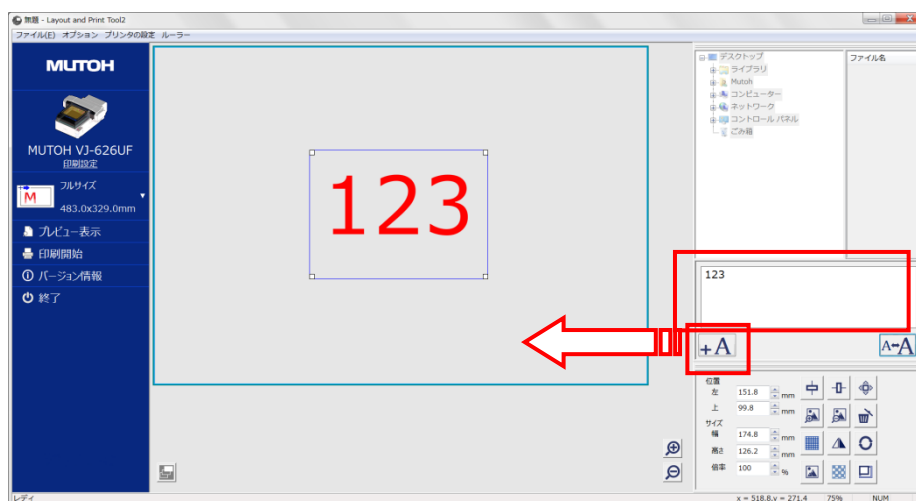 無題 - Layout and Print Tool2
ファイル(E) オプション プリンタの設定 ルーラー
MUTOH
MUTOH VJ-626UF
印刷設定
M
フルサイズ
483.0x329.0mm
プレビュー表示
印刷開始
バージョン情報
終了
123
デスクトップ
ライブラリ
Mutoh
コンピューター
ネットワーク
コントロール パネル
ごみ箱
ファイル名
123
+A
A↔A
位置
左 151.8 mm
上 99.8 mm
サイズ
幅 174.8 mm
高さ 126.2 mm
倍率 100 %
レディ
x = 518.8,y = 271.4 75% NUM